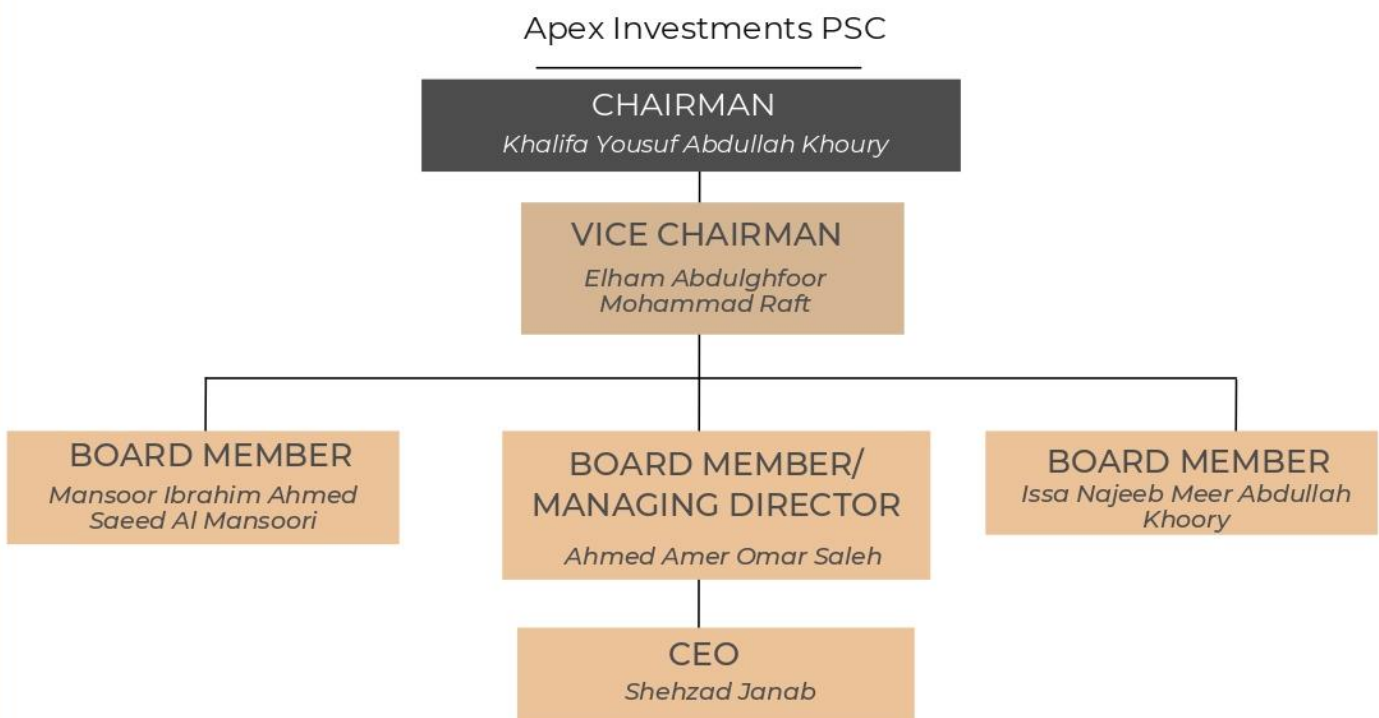 Apex Investments PSC
CHAIRMAN
Khalifa Yousuf Abdullah Khoury
VICE CHAIRMAN
Elham Abdulghfoor
Mohammad Raft
BOARD MEMBER
Mansoor Ibrahim Ahmed
Saeed Al Mansoori
BOARD MEMBER/
MANAGING DIRECTOR
Ahmed Amer Omar Saleh
BOARD MEMBER
Issa Najeeb Meer Abdullah
Khoory
CEO
Shehzad Janab